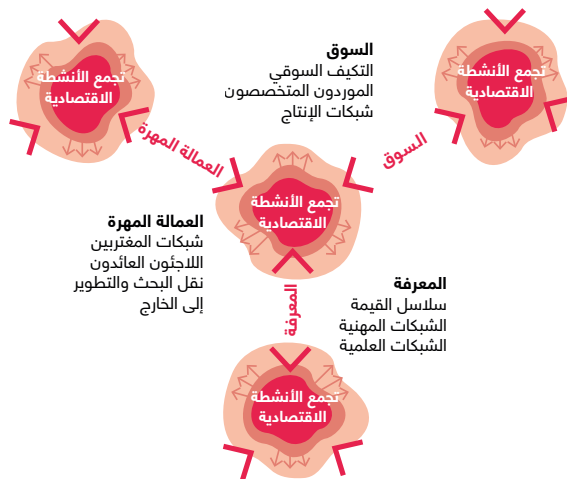 تجمع الأنشطة
الاقتصادية
السوق
التكيف السوقي
الموردون المتخصصون
شبكات الإنتاج
تجمع الأنشطة
الاقتصادية
العمالة المهرة
السوق
تجمع الأنشطة
الاقتصادية
العمالة المهرة
شبكات المغتربين
اللاجئون العائدون
نقل البحث والتطوير
إلى الخارج
المعرفة
سلاسل القيمة
الشبكات المهنية
الشبكات العلمية
المعرفة
تجمع الأنشطة
الاقتصادية